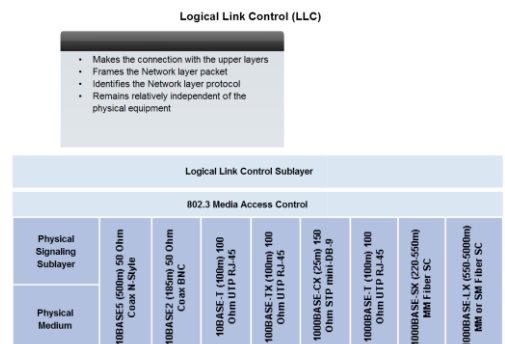 Logical Link Control (LLC)
• Makes the connection with the upper layers
• Frames the Network layer packet
• Identifies the Network layer protocol
• Remains relatively independent of the
physical equipment
Logical Link Control Sublayer
802.3 Media Access Control
Physical
Signaling
Sublayer
Physical
Medium
10BASE5 (500m) 50 Ohm
Coax N-Style
10BASE2 (185m) 50 Ohm
Coax BNC
10BASE-T (100m) 100
Ohm UTP RJ-45
100BASE-TX (100m) 100
Ohm UTP RJ-45
1000BASE-CX (25m) 150
Ohm STP mini-DB-9
1000BASE-T (100m) 100
Ohm UTP RJ-45
1000BASE-SX (220-550m)
MM Fiber SC
1000BASE-LX (550-5000m)
MM or SM Fiber SC